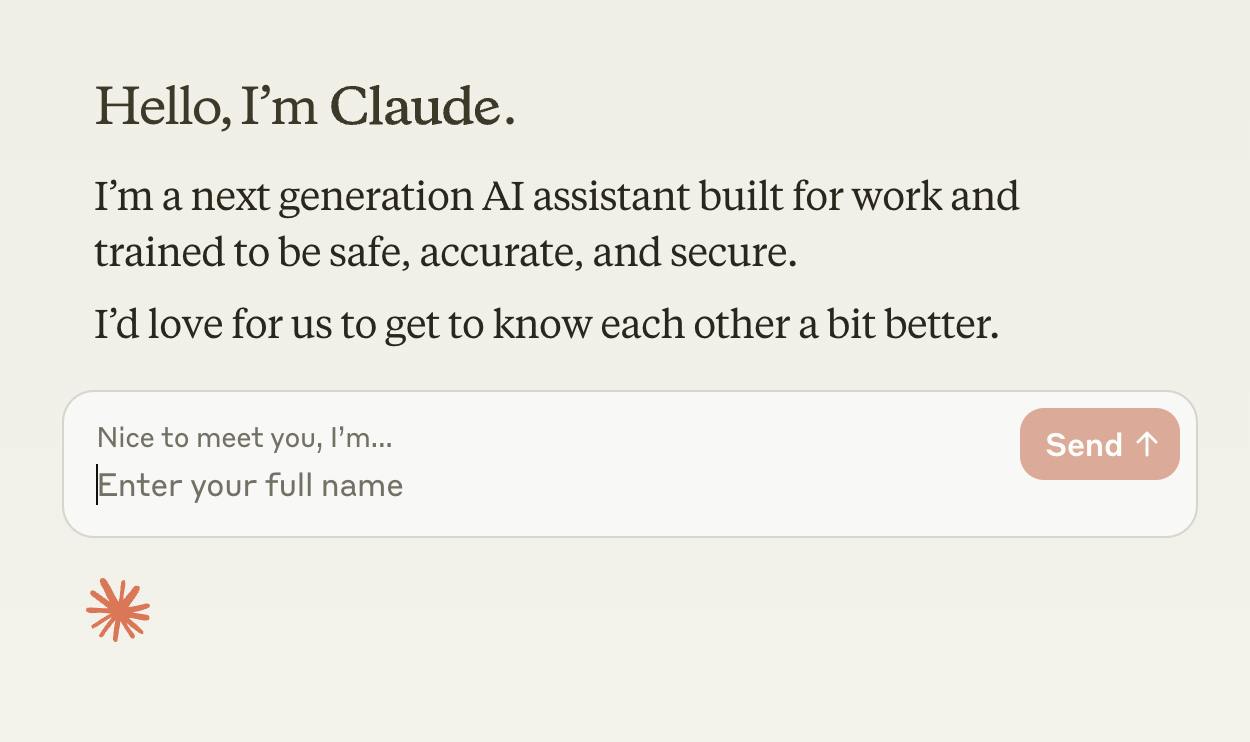 Hello, I’m Claude.
I’m a next generation AI assistant built for work and
trained to be safe, accurate, and secure.
I’d love for us to get to know each other a bit better.
Nice to meet you, I’m...
Send ↑
Enter your full name